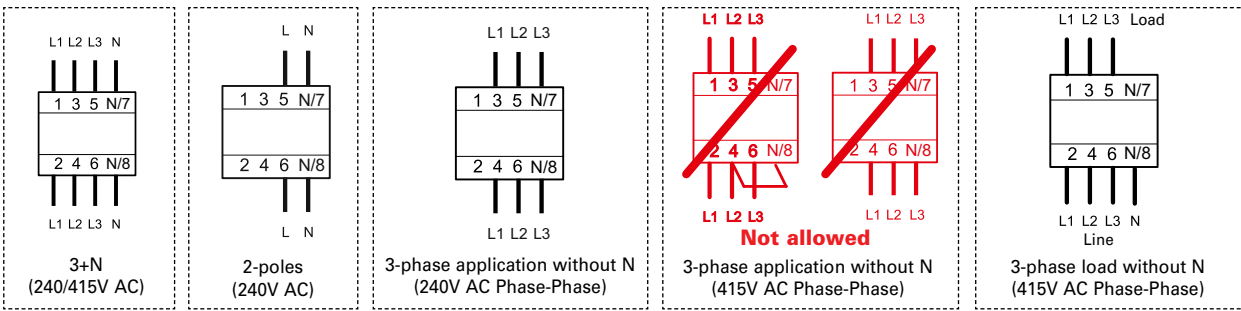 L1 L2 L3 N
1 3 5 N/7
2 4 6 N/8
L1 L2 L3 N
3+N
(240/415V AC)
L N
1 3 5 N/7
2 4 6 N/8
L N
2-poles
(240V AC)
L1 L2 L3
1 3 5 N/7
2 4 6 N/8
L1 L2 L3
3-phase application without N
(240V AC Phase-Phase)
L1 L2 L3
1 3 5 N/7
2 4 6 N/8
L1 L2 L3
L1 L2 L3
1 3 5 N/7
2 4 6 N/8
L1 L2 L3
Not allowed
3-phase application without N
(415V AC Phase-Phase)
L1 L2 L3 Load
1 3 5 N/7
2 4 6 N/8
L1 L2 L3 N
Line
3-phase load without N
(415V AC Phase-Phase)